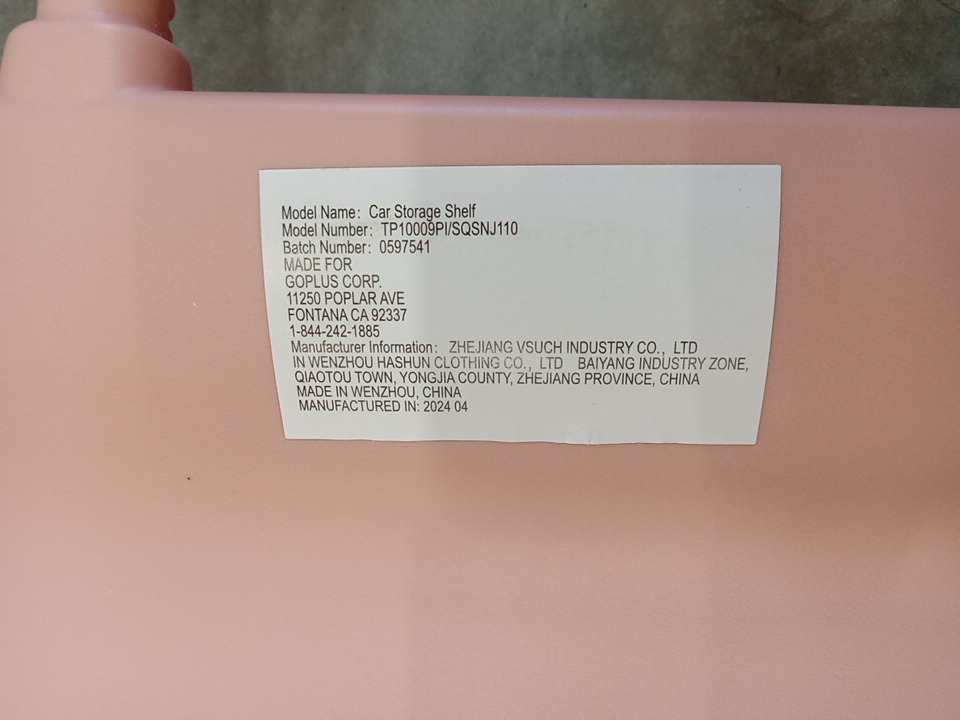 Model Name: Car Storage Shelf
Model Number: TP10009PI/SQSNJ110
Batch Number: 0597541
MADE FOR
GOPLUS CORP.
11250 POPLAR AVE
FONTANA CA 92337
1-844-242-1885
Manufacturer Information: ZHEJIANG VSUCH INDUSTRY CO., LTD
IN WENZHOU HASHUN CLOTHING CO., LTD BAIYANG INDUSTRY ZONE,
QIAOTOU TOWN, YONGJIA COUNTY, ZHEJIANG PROVINCE, CHINA
MADE IN WENZHOU, CHINA
MANUFACTURED IN: 2024 04